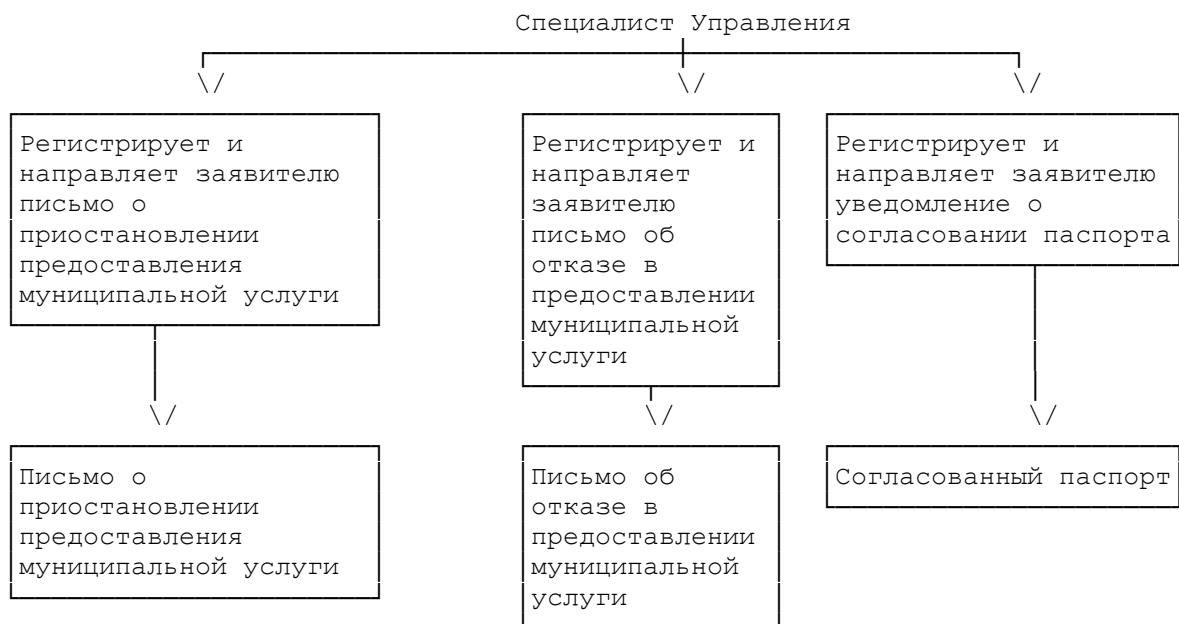 Специалист Управления
\/
\/
\/
Регистрирует и
направляет заявителю
письмо о
приостановлении
предоставления
муниципальной услуги
Регистрирует и
направляет
заявителю
письмо об
отказе в
предоставлении
муниципальной
услуги
Регистрирует и
направляет заявителю
уведомление о
согласовании паспорта
\/
\/
\/
Письмо о
приостановлении
предоставления
муниципальной услуги
Письмо об
отказе в
предоставлении
муниципальной
услуги
Согласованный паспорт